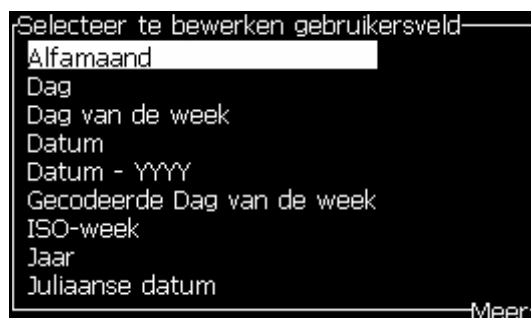 Selecteer te bewerken gebruikersveld
Alfamaand
Dag
Dag van de week
Datum
Datum - YYYY
Gecodeerde Dag van de week
ISO-week
Jaar
Juliaanse datum
Meer